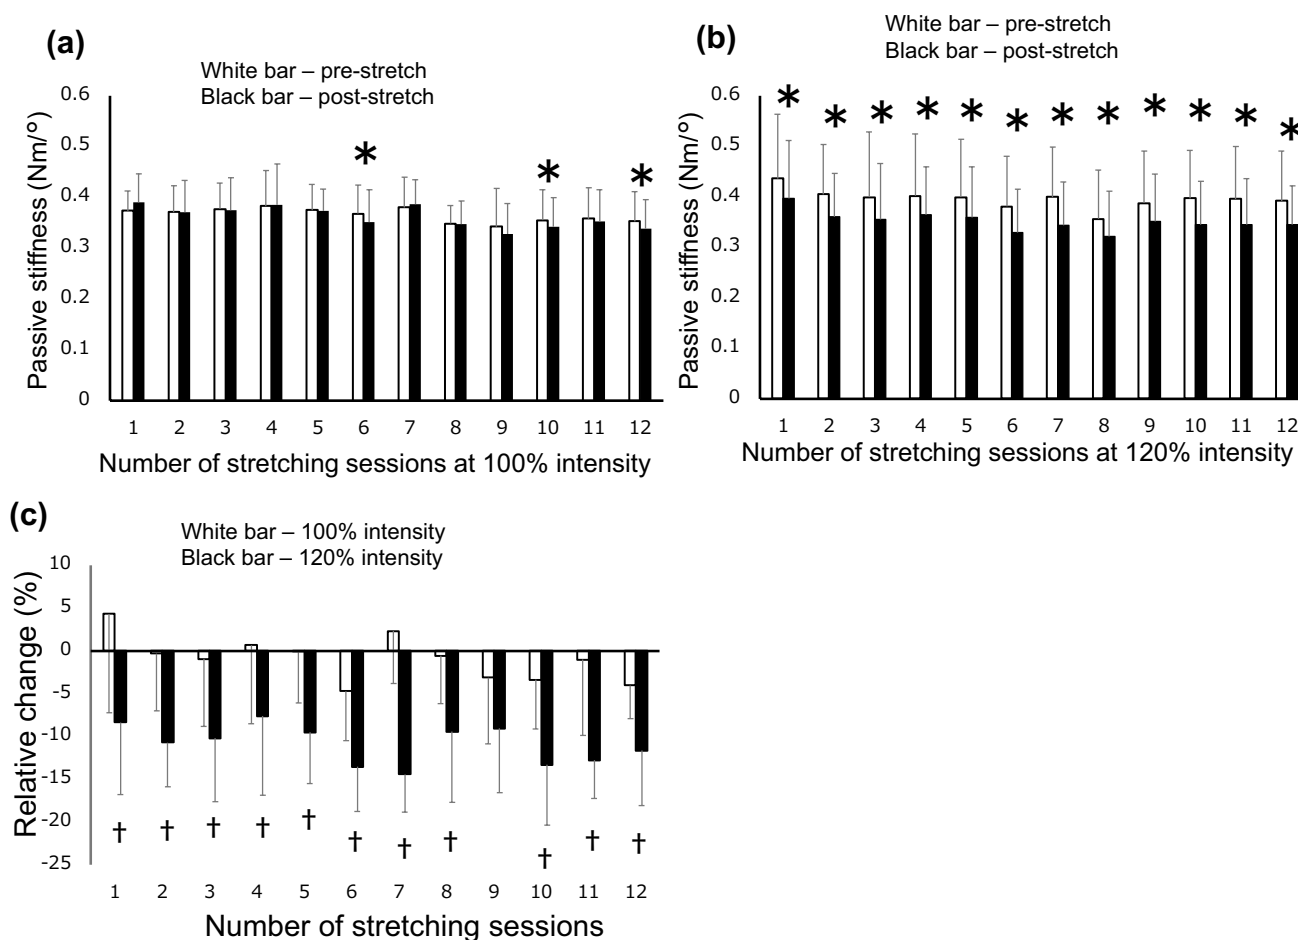 (a)
White bar – pre-stretch
Black bar – post-stretch
Passive stiffness (Nm/°)
0.6
0.5
0.4
0.3
0.2
0.1
0
* * *
1 2 3 4 5 6 7 8 9 10 11 12
Number of stretching sessions at 100% intensity
(b)
White bar – pre-stretch
Black bar – post-stretch
Passive stiffness (Nm/°)
0.6
0.5
0.4
0.3
0.2
0.1
0
* * * * * * * * * * * *
1 2 3 4 5 6 7 8 9 10 11 12
Number of stretching sessions at 120% intensity
(c)
White bar – 100% intensity
Black bar – 120% intensity
Relative change (%)
10
5
0
-5
-10
-15
-20
-25
† † † † † † † † † † †
1 2 3 4 5 6 7 8 9 10 11 12
Number of stretching sessions